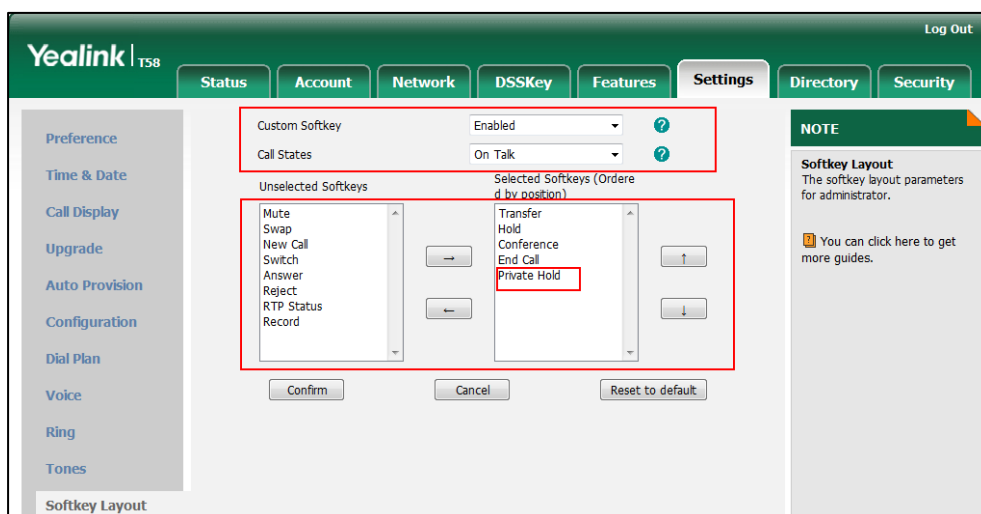 Log Out
Yealink T58
Status Account Network DSSKey Features Settings Directory Security
Preference
Time & Date
Call Display
Upgrade
Auto Provision
Configuration
Dial Plan
Voice
Ring
Tones
Softkey Layout
Custom Softkey Enabled ?
Call States On Talk ?
Unselected Softkeys
Mute
Swap
New Call
Switch
Answer
Reject
RTP Status
Record
→
←
Selected Softkeys (Ordere
d by position)
Transfer
Hold
Conference
End Call
Private Hold
↑
↓
Confirm Cancel Reset to default
NOTE
Softkey Layout
The softkey layout parameters
for administrator.
? You can click here to get
more guides.